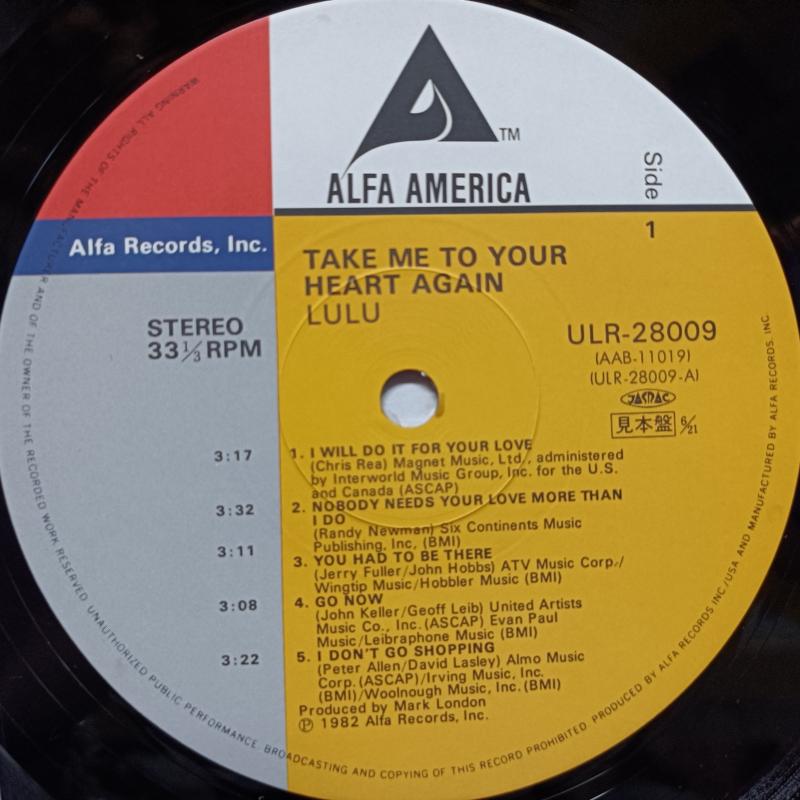 TM
ALFA AMERICA
Side
1
Alfa Records, Inc.
TAKE ME TO YOUR
HEART AGAIN
LULU
STEREO
33⅓ RPM
ULR-28009
(AAB-11019)
(ULR-28009-A)
JASRAC
見本盤 6/21
3:17
1. I WILL DO IT FOR YOUR LOVE
(Chris Rea) Magnet Music, Ltd., administered
by Interworld Music Group, Inc. for the U.S.
and Canada (ASCAP)
3:32
2. NOBODY NEEDS YOUR LOVE MORE THAN
I DO
(Randy Newman) Six Continents Music
Publishing, Inc, (BMI)
3:11
3. YOU HAD TO BE THERE
(Jerry Fuller/John Hobbs) ATV Music Corp./
Wingtip Music/Hobbler Music (BMI)
3:08
4. GO NOW
(John Keller/Geoff Leib) United Artists
Music Co., Inc. (ASCAP) Evan Paul
Music/Leibraphone Music (BMI)
3:22
5. I DON'T GO SHOPPING
(Peter Allen/David Lasley) Almo Music
Corp. (ASCAP)/Irving Music, Inc.
(BMI)/Woolnough Music, Inc. (BMI)
Produced by Mark London
Ⓟ 1982 Alfa Records, Inc.
WARNING: ALL RIGHTS OF THE MANUFACTURER AND OF THE OWNER OF THE RECORDED WORK RESERVED. UNAUTHORIZED PUBLIC PERFORMANCE. BROADCASTING AND COPYING OF THIS RECORD PROHIBITED. PRODUCED BY ALFA RECORDS INC/USA AND MANUFACTURED BY ALFA RECORDS, INC.